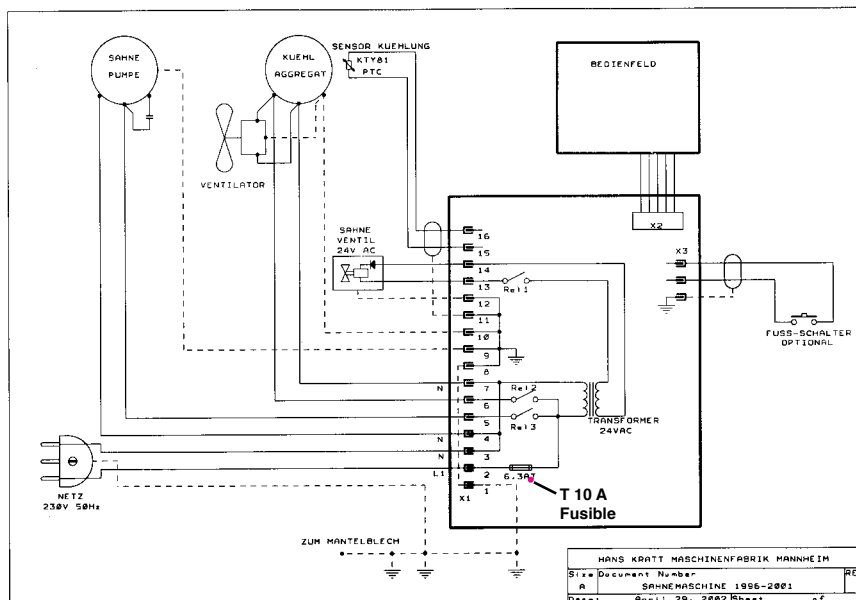 SAHNE
PUMPE
KUEHL
AGGREGAT
SENSOR KUEHLUNG
KTY81
PTC
BEDIENFELD
VENTILATOR
SAHNE
VENTIL
24V AC
X2
X3
16
15
14
13
Rel1
12
11
10
9
8
N
7
Rel2
6
5
Rel3
N
4
N
3
L1
2
6.3AT
X1
1
TRANSFORMER
24VAC
FUSS-SCHALTER
OPTIONAL
NETZ
230V 50Hz
T 10 A
Fusible
ZUM MANTELBLECH
HANS KRATT MASCHINENFABRIK MANNHEIM
Size
Document Number
A
SAHNEMASCHINE 1996-2001
Date:
April 29, 2002
Sheet
of